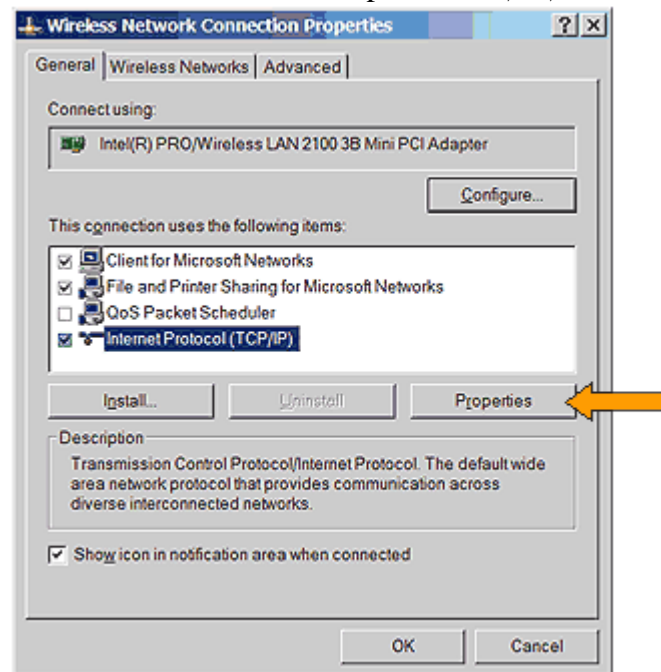 Wireless Network Connection Properties
General Wireless Networks Advanced
Connect using:
Intel(R) PRO/Wireless LAN 2100 3B Mini PCI Adapter
Configure...
This connection uses the following items:
Client for Microsoft Networks
File and Printer Sharing for Microsoft Networks
QoS Packet Scheduler
Internet Protocol (TCP/IP)
Install... Uninstall Properties
Description
Transmission Control Protocol/Internet Protocol. The default wide
area network protocol that provides communication across
diverse interconnected networks.
Show icon in notification area when connected
OK Cancel